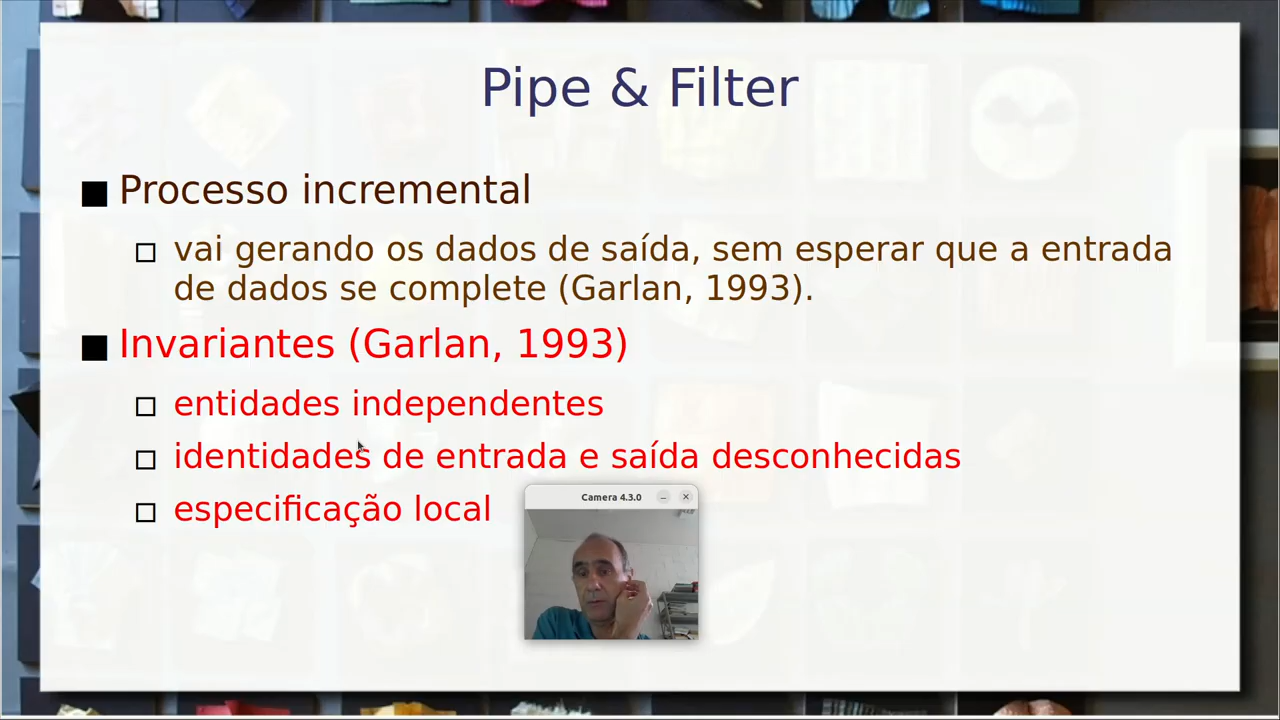 Pipe & Filter
Processo incremental
vai gerando os dados de saída, sem esperar que a entrada
de dados se complete (Garlan, 1993).
Invariantes (Garlan, 1993)
entidades independentes
identidades de entrada e saída desconhecidas
especificação local
Camera 4.3.0